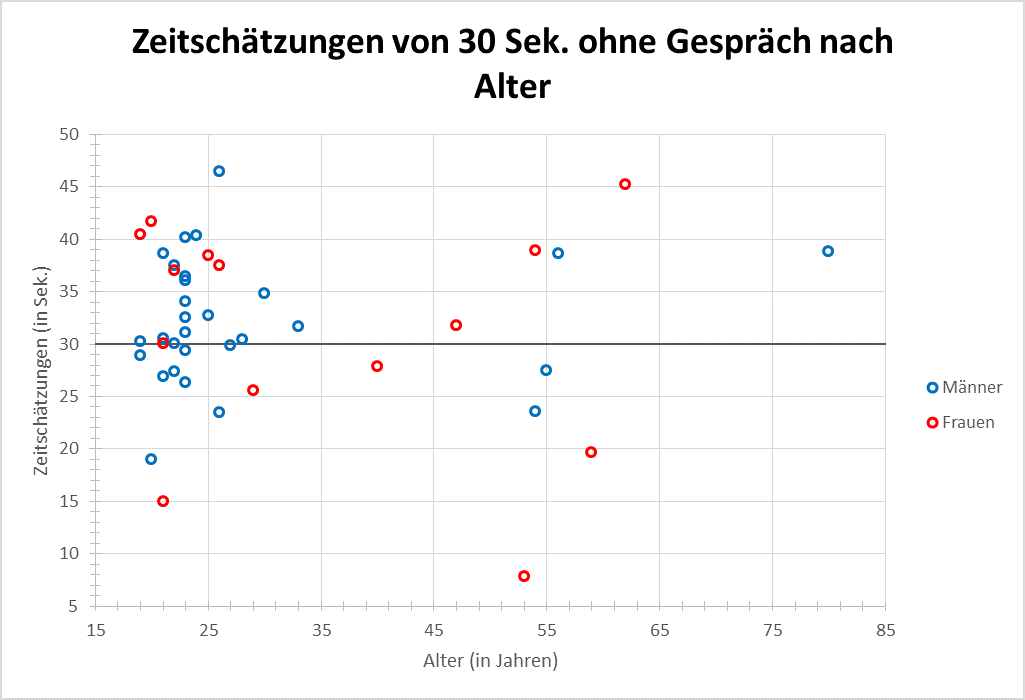 Zeitschätzungen von 30 Sek. ohne Gespräch nach
Alter
Zeitschätzungen (in Sek.)
50
45
40
35
30
25
20
15
10
5
15 25 35 45 55 65 75 85
Alter (in Jahren)
Männer
Frauen